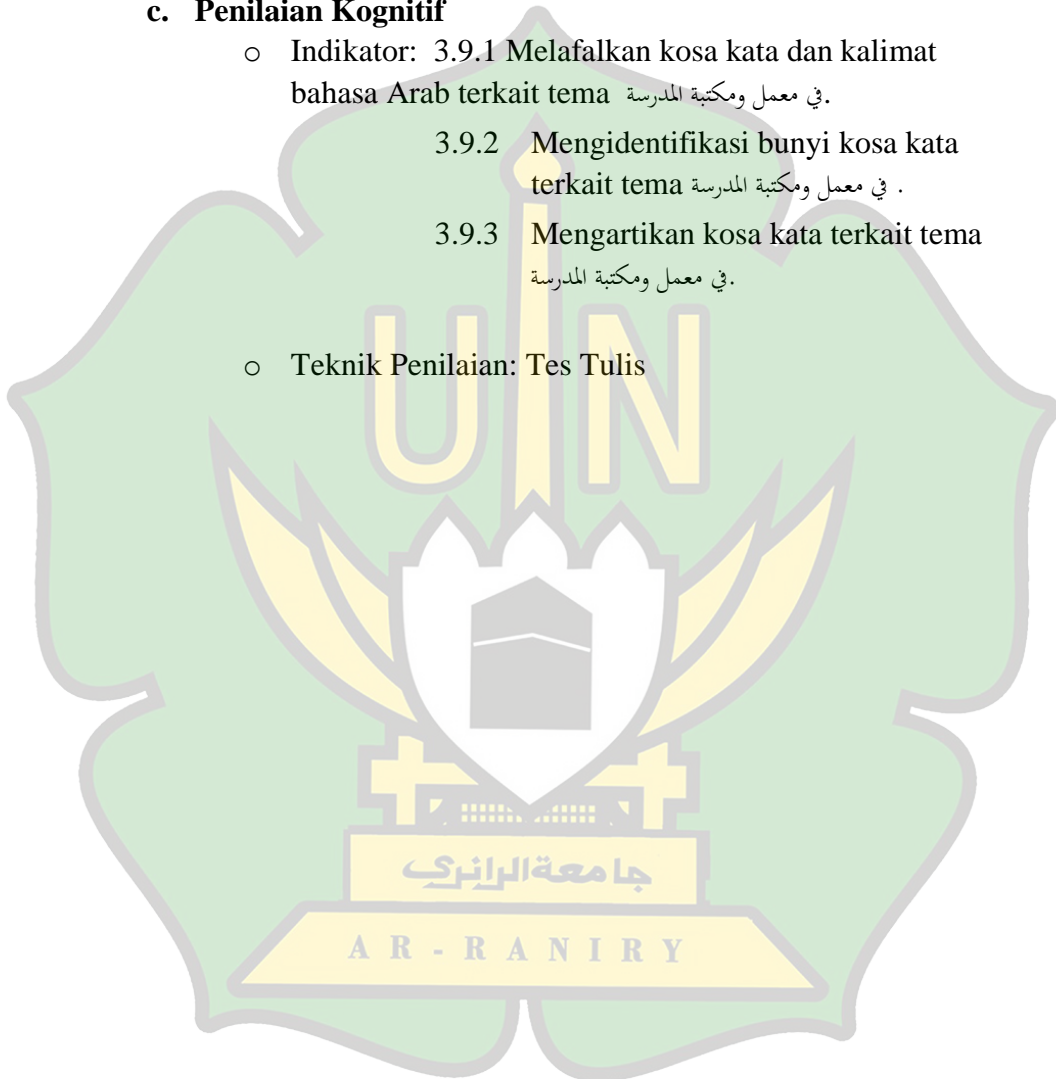 c. Penilaian Kognitif
o Indikator: 3.9.1 Melafalkan kosa kata dan kalimat
bahasa Arab terkait tema في معمل ومكتبة المدرسة.
3.9.2 Mengidentifikasi bunyi kosa kata
terkait tema في معمل ومكتبة المدرسة .
3.9.3 Mengartikan kosa kata terkait tema
في معمل ومكتبة المدرسة.
o Teknik Penilaian: Tes Tulis
UIN
جامعة الرانري
AR-RANIRY